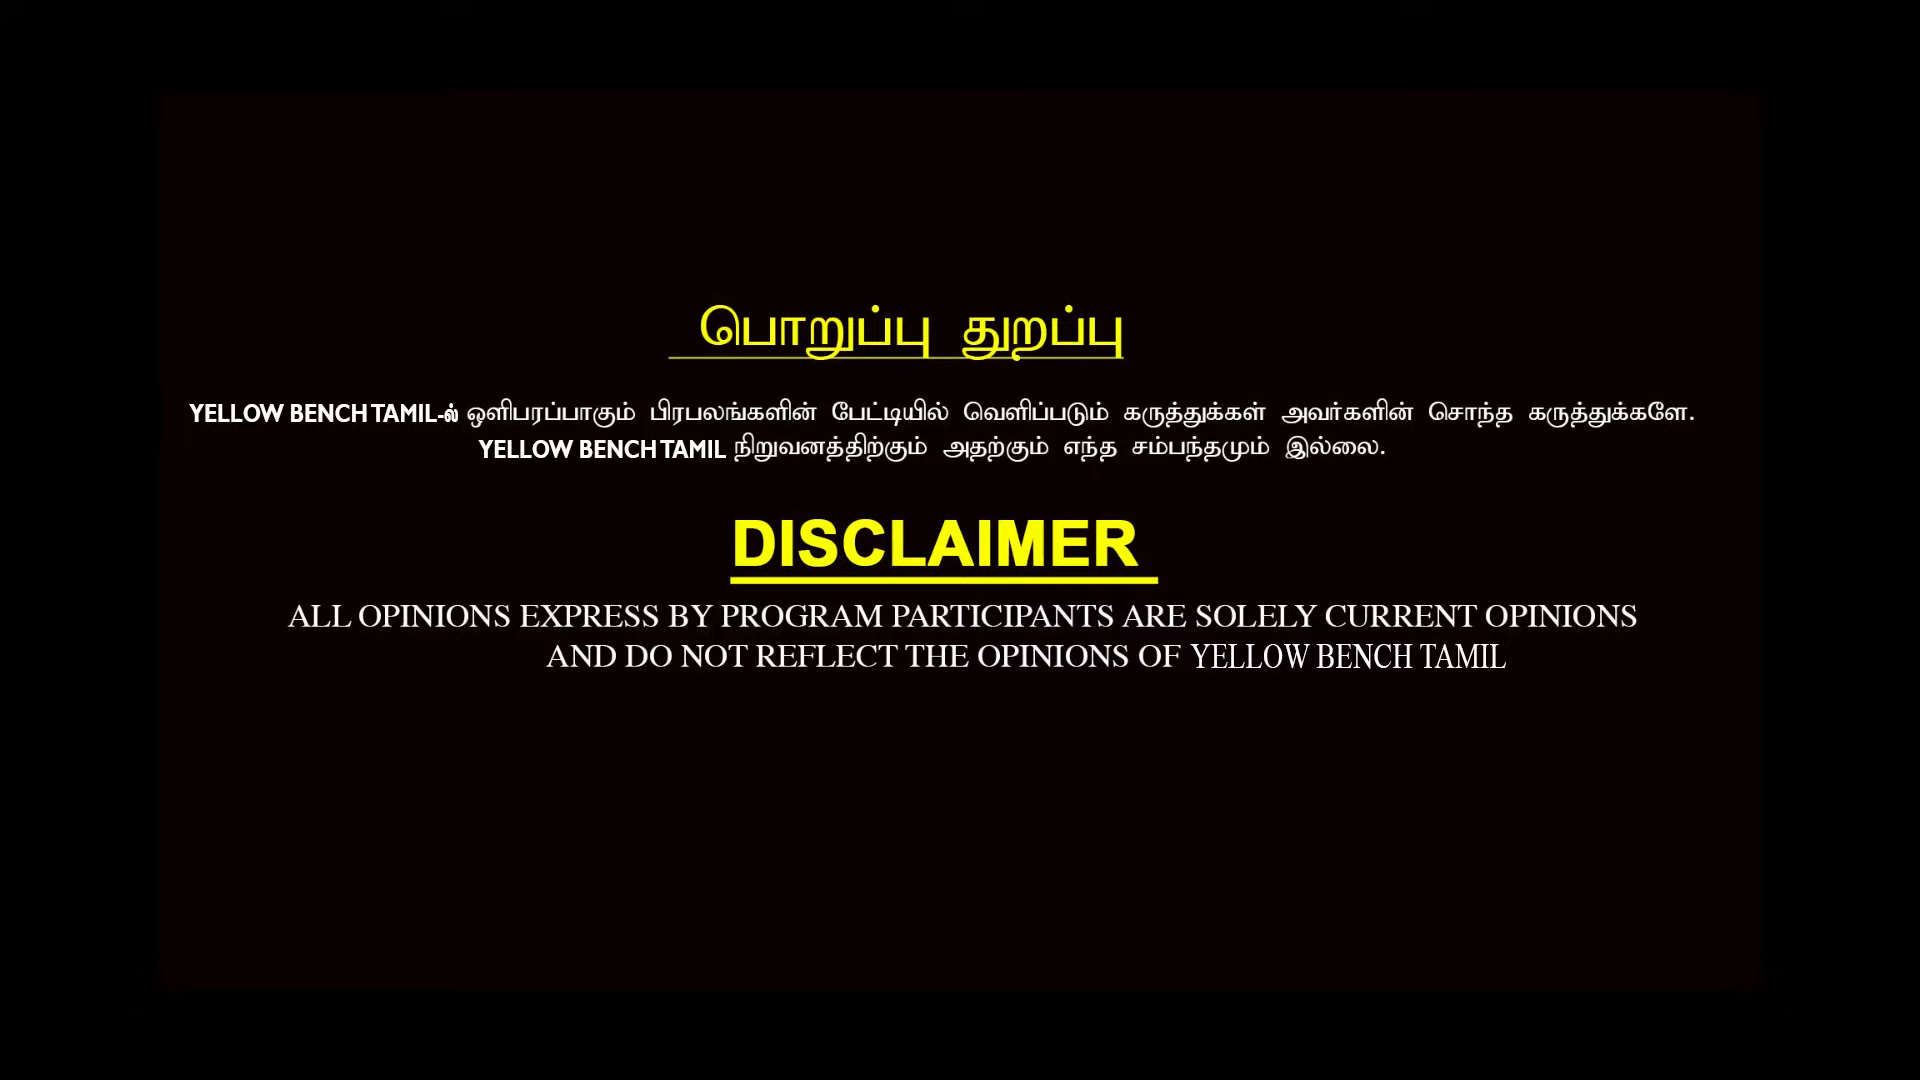 பொறுப்பு துறப்பு
YELLOW BENCH TAMIL-ல் ஒளிபரப்பாகும் பிரபலங்களின் பேட்டியில் வெளிப்படும் கருத்துக்கள் அவர்களின் சொந்த கருத்துக்களே.
YELLOW BENCH TAMIL நிறுவனத்திற்கும் அதற்கும் எந்த சம்பந்தமும் இல்லை.
DISCLAIMER
ALL OPINIONS EXPRESS BY PROGRAM PARTICIPANTS ARE SOLELY CURRENT OPINIONS
AND DO NOT REFLECT THE OPINIONS OF YELLOW BENCH TAMIL